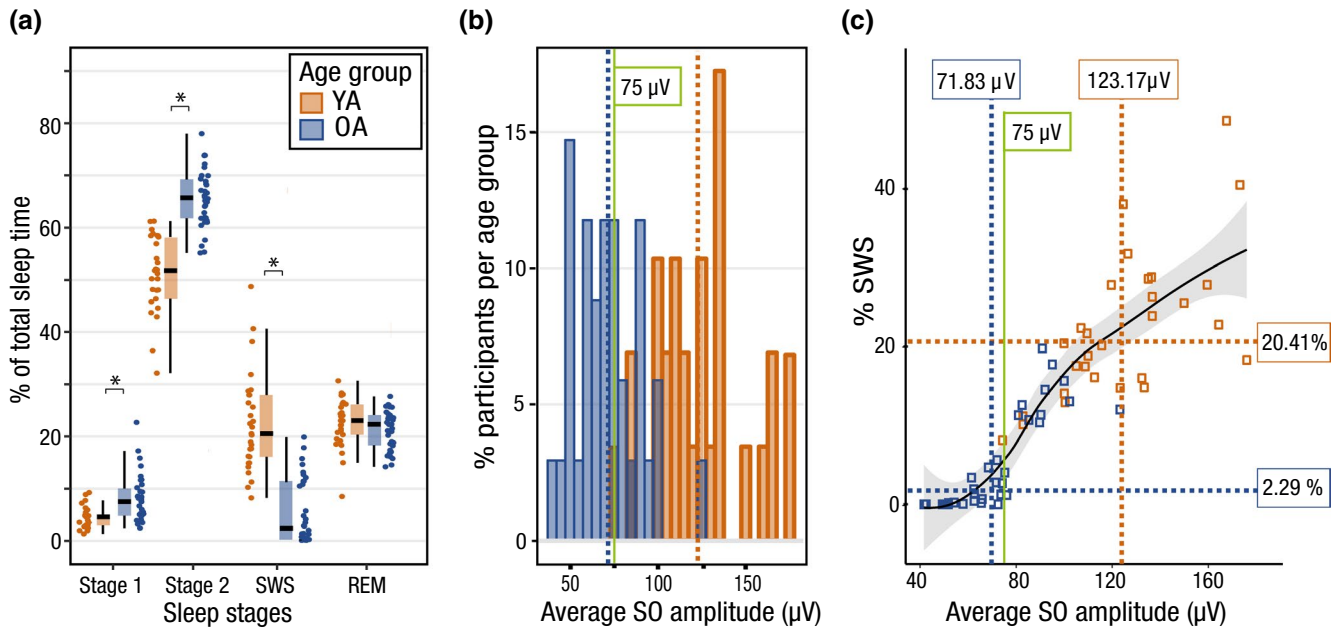 (a)
% of total sleep time
80
60
40
20
0
Age group
YA
OA
*
*
*
Stage 1
Stage 2
SWS
REM
Sleep stages
(b)
% participants per age group
15
10
5
0
75 µV
50
100
150
Average SO amplitude (µV)
(c)
% SWS
40
20
0
71.83 µV
123.17µV
75 µV
20.41%
2.29 %
40
80
120
160
Average SO amplitude (µV)